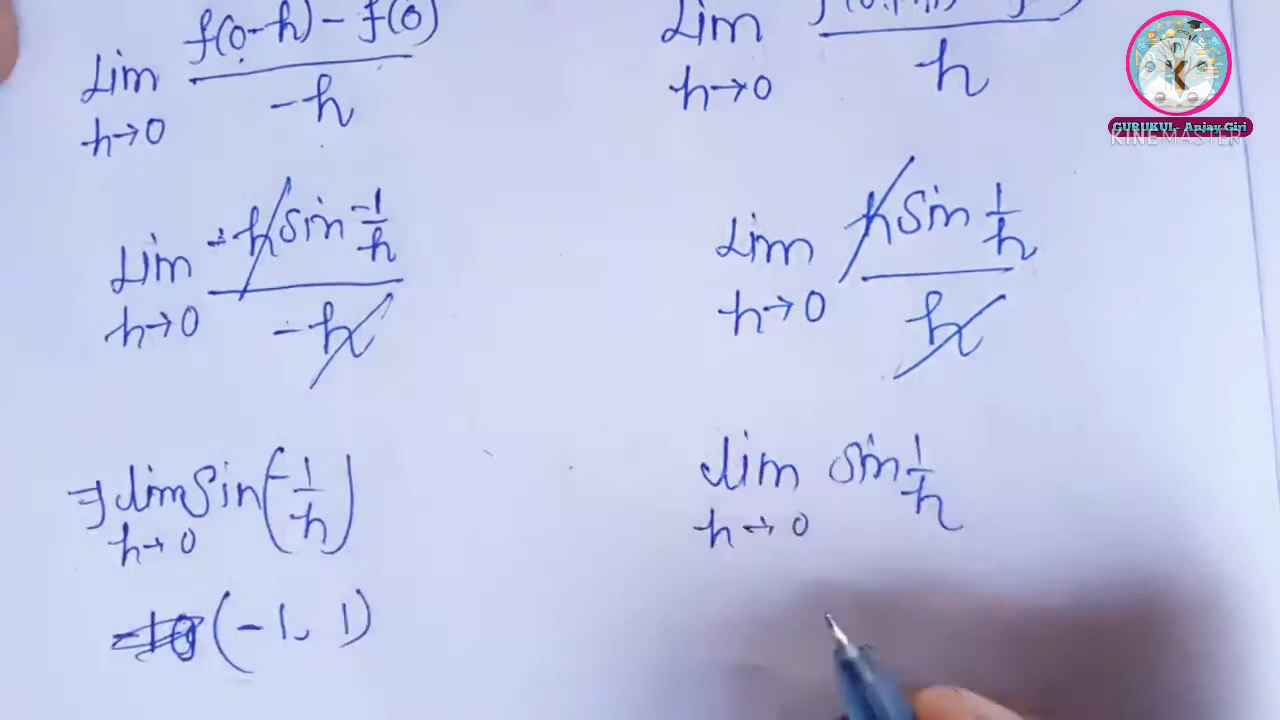 Lim h→0 f(0-h) - f(0) / -h
Lim h→0 / h
Lim h→0 -h sin -1/h / -h
Lim h→0 h sin 1/h / h
⇒ lim h→0 sin(-1/h)
lim h→0 sin 1/h
(-1, 1)
GURUKUL - Anjay Giri
KINEMASTER